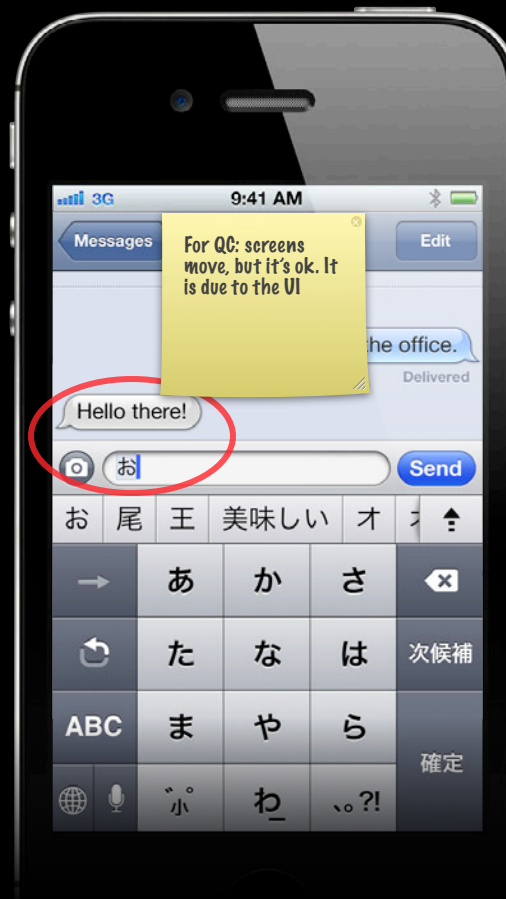 3G 9:41 AM
Messages
Edit
For QC: screens
move, but it's ok. It
is due to the UI
the office.
Delivered
Hello there!
お
Send
お 尾 王 美味しい オ
→ あ か さ
た な は 次候補
ABC ま や ら
確定
゛゜小 わ 、。?!